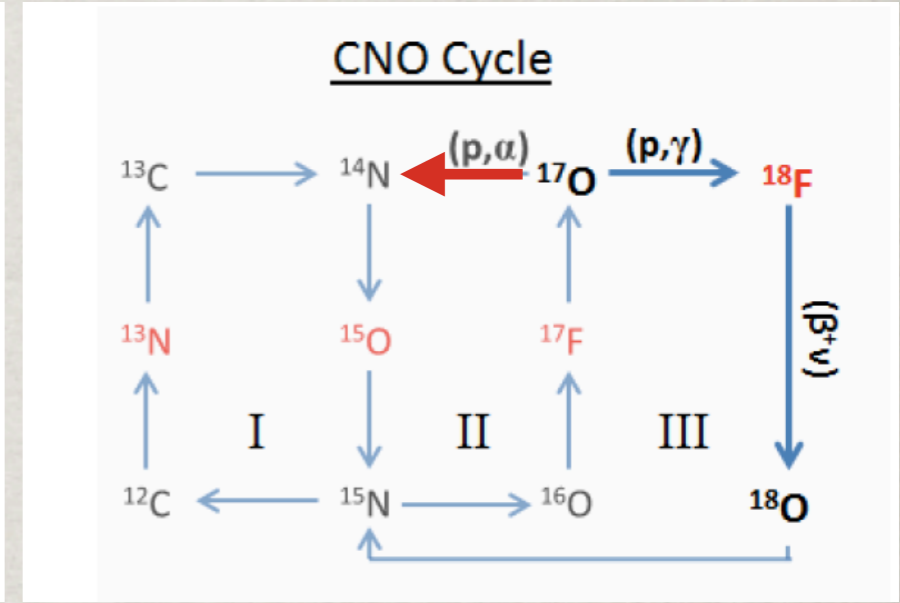 CNO Cycle
(p,α) (p,γ)
¹³C ¹⁴N ¹⁷O ¹⁸F
¹³N ¹⁵O ¹⁷F (β⁺ν)
I II III
¹²C ¹⁵N ¹⁶O ¹⁸O